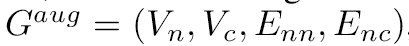 G^{aug} = (V_n, V_c, E_{nn}, E_{nc}).